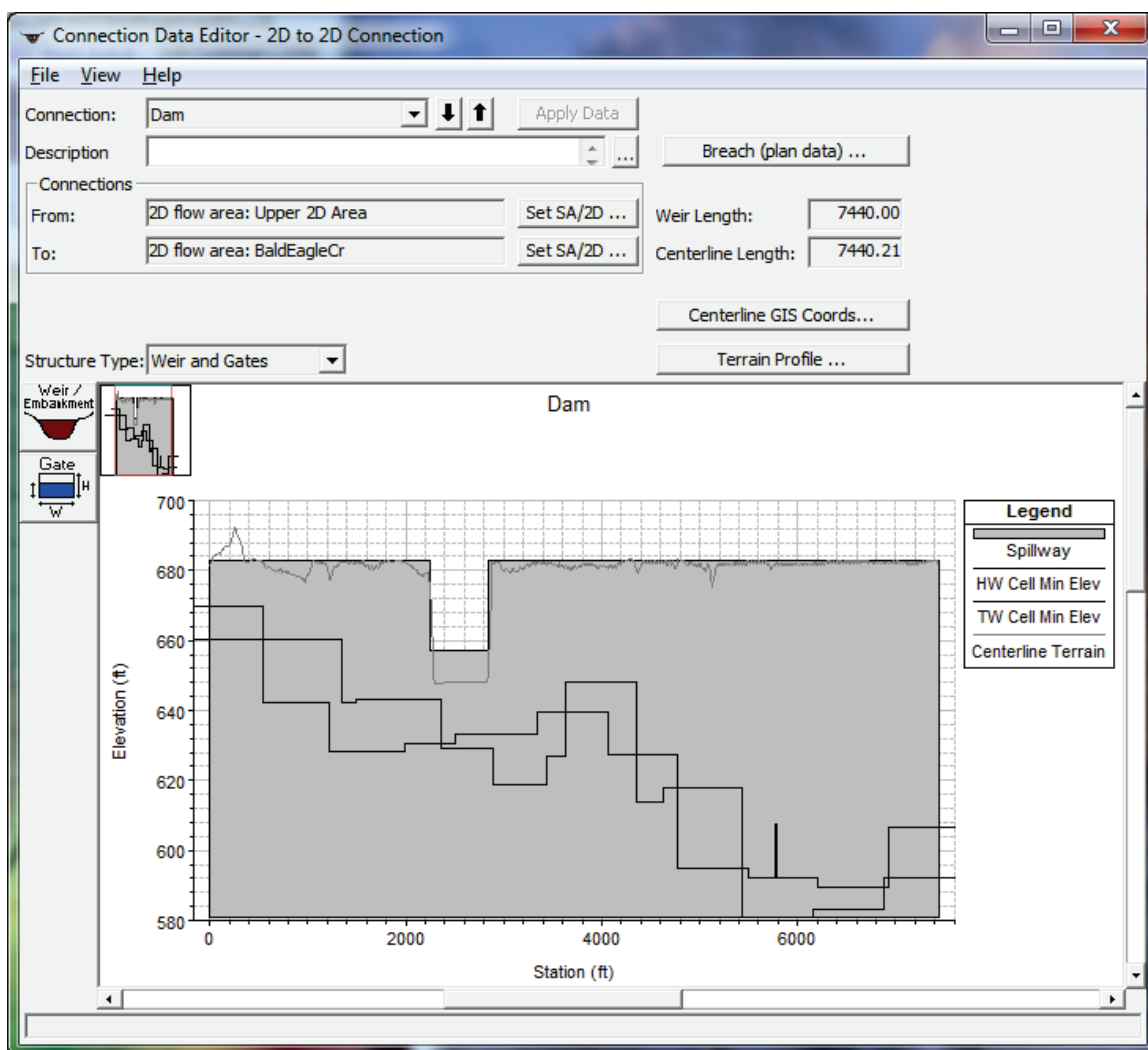 Connection Data Editor - 2D to 2D Connection
File View Help
Connection: Dam Apply Data
Description ... Breach (plan data) ...
Connections
From: 2D flow area: Upper 2D Area Set SA/2D ... Weir Length: 7440.00
To: 2D flow area: BaldEagleCr Set SA/2D ... Centerline Length: 7440.21
Centerline GIS Coords...
Structure Type: Weir and Gates Terrain Profile ...
Weir /
Embankment
Gate
H
W
Dam
700
680
660
640
620
600
580
Elevation (ft)
0 2000 4000 6000
Station (ft)
Legend
Spillway
HW Cell Min Elev
TW Cell Min Elev
Centerline Terrain